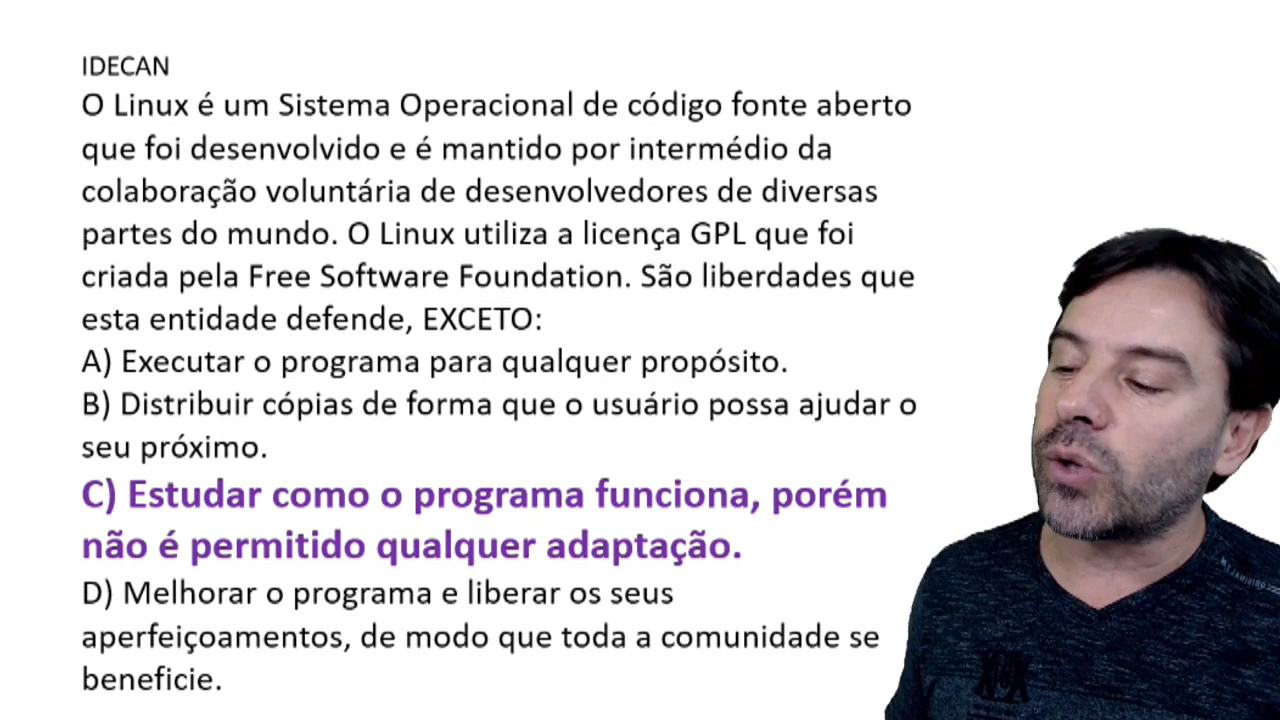 IDECAN
O Linux é um Sistema Operacional de código fonte aberto
que foi desenvolvido e é mantido por intermédio da
colaboração voluntária de desenvolvedores de diversas
partes do mundo. O Linux utiliza a licença GPL que foi
criada pela Free Software Foundation. São liberdades que
esta entidade defende, EXCETO:
A) Executar o programa para qualquer propósito.
B) Distribuir cópias de forma que o usuário possa ajudar o
seu próximo.
C) Estudar como o programa funciona, porém
não é permitido qualquer adaptação.
D) Melhorar o programa e liberar os seus
aperfeiçoamentos, de modo que toda a comunidade se
beneficie.